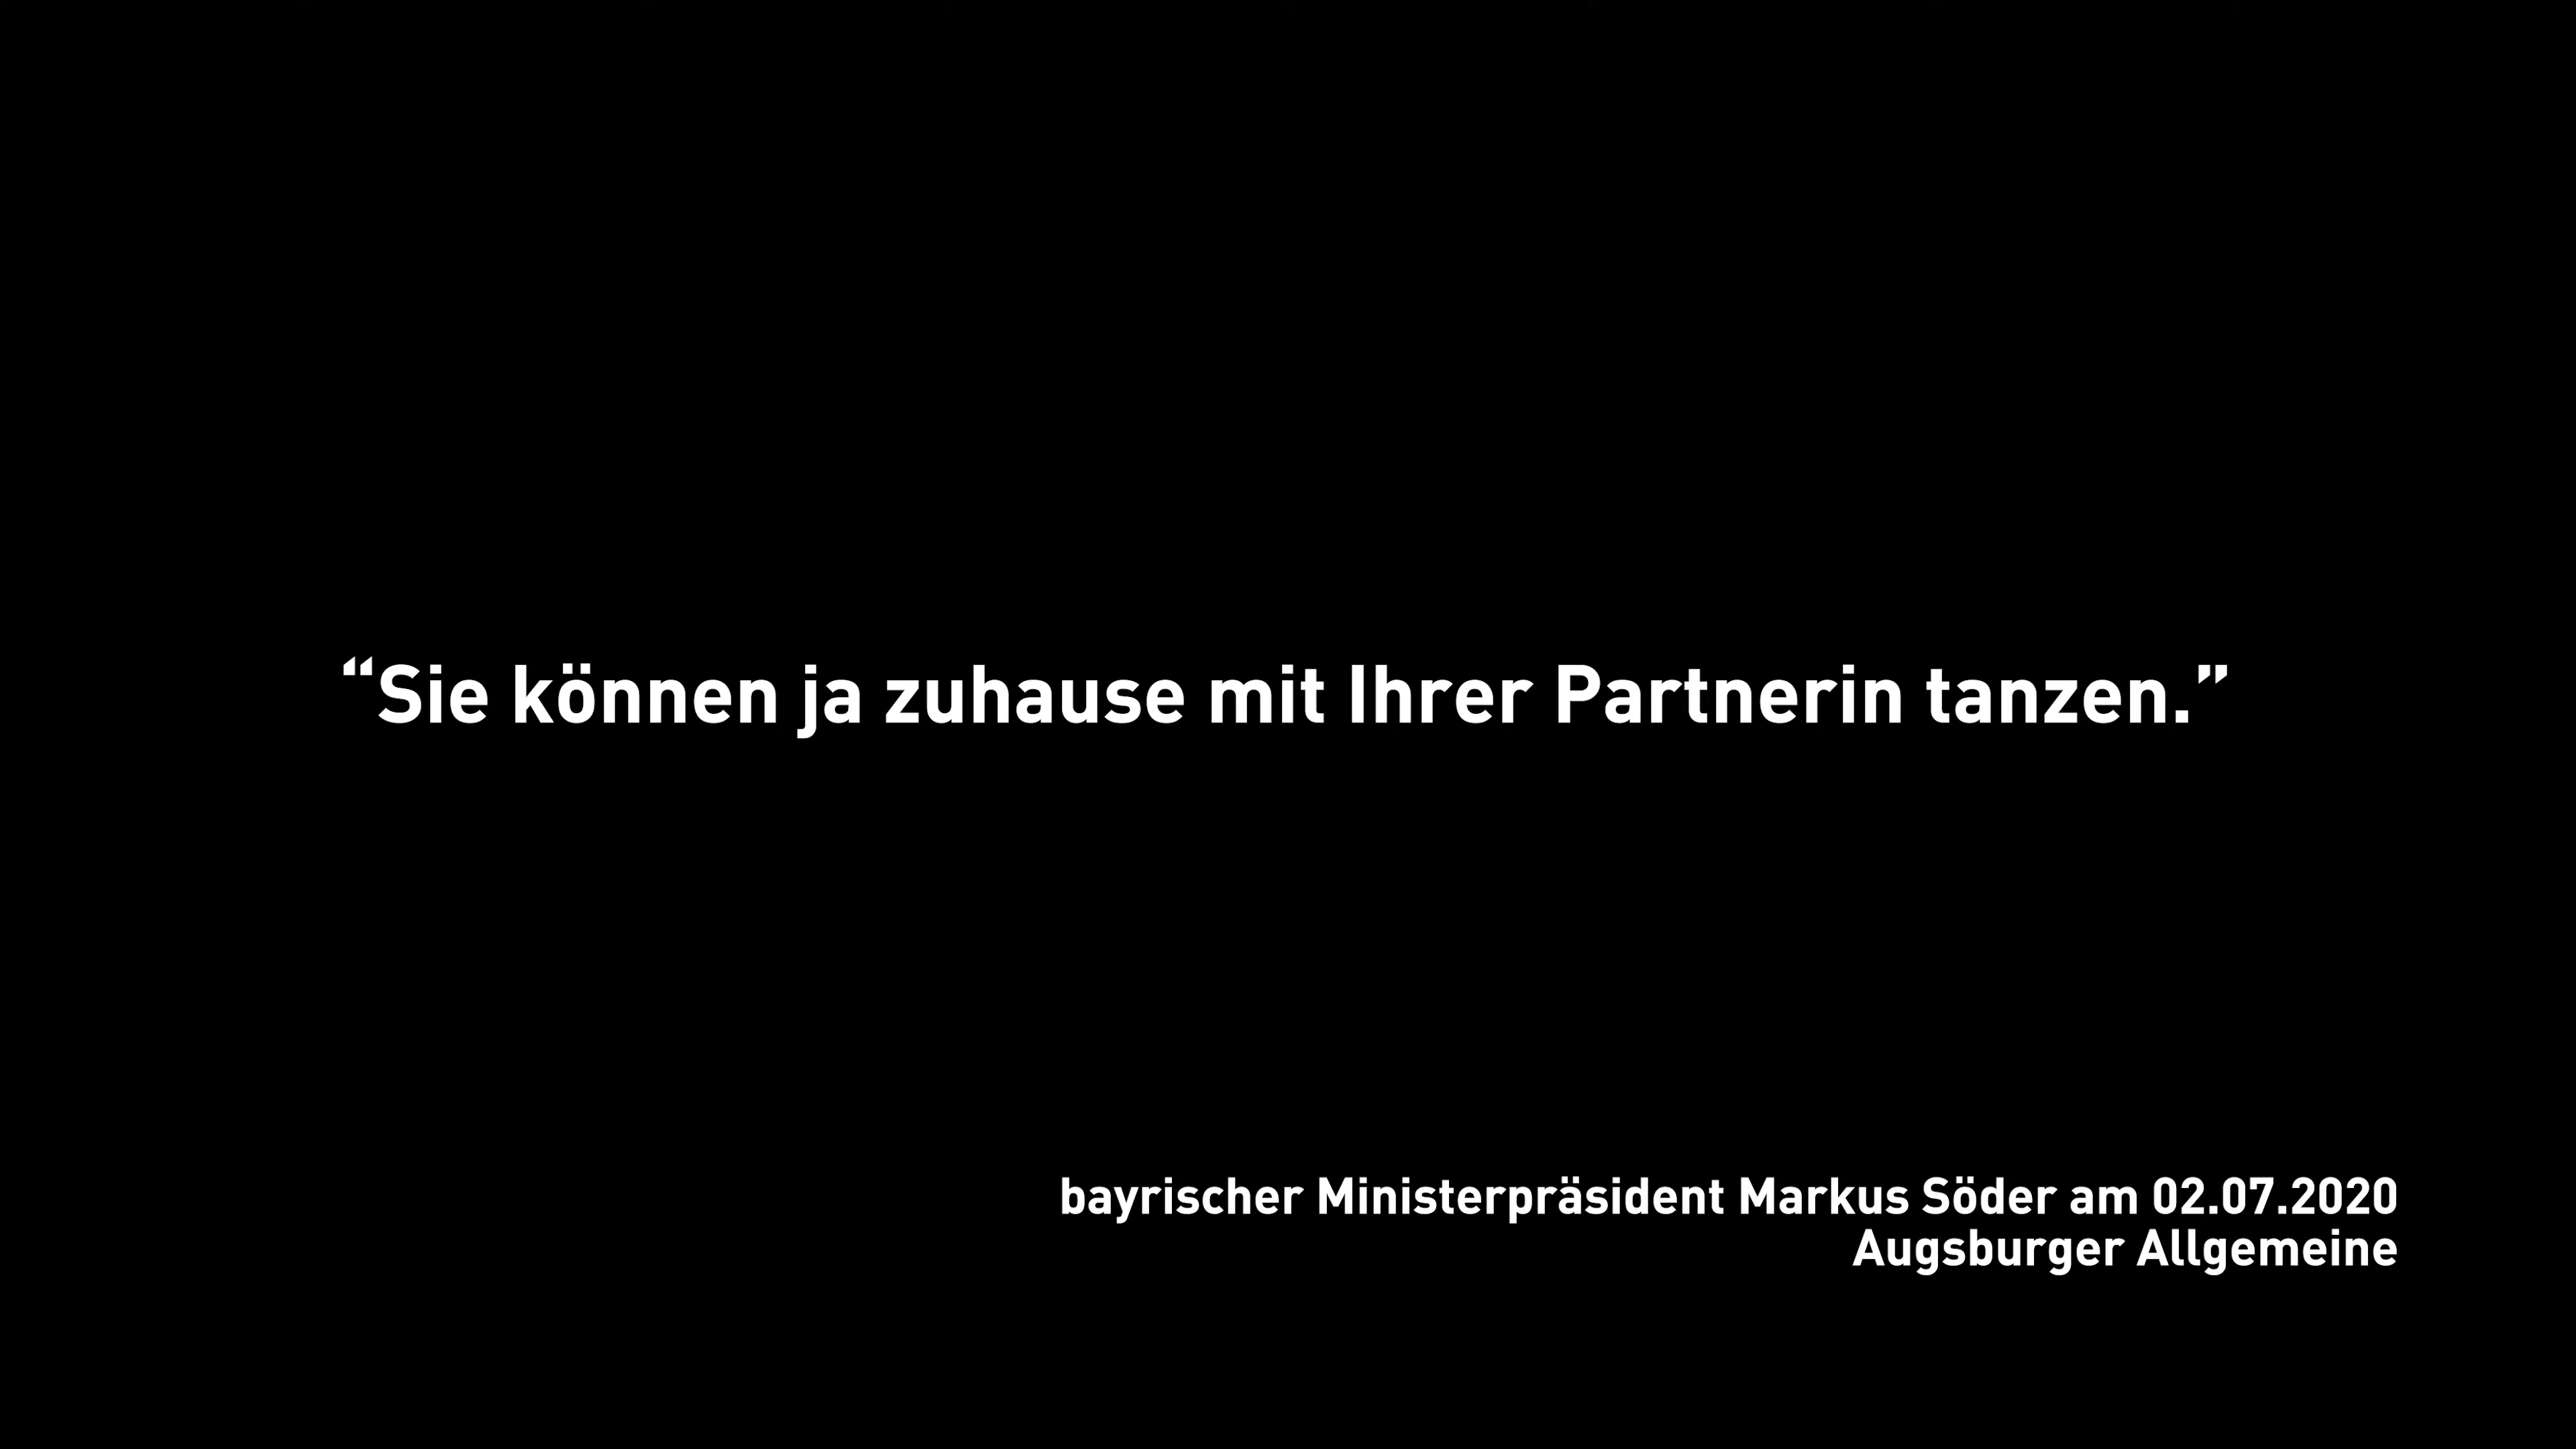 “Sie können ja zuhause mit Ihrer Partnerin tanzen.”
bayrischer Ministerpräsident Markus Söder am 02.07.2020
Augsburger Allgemeine